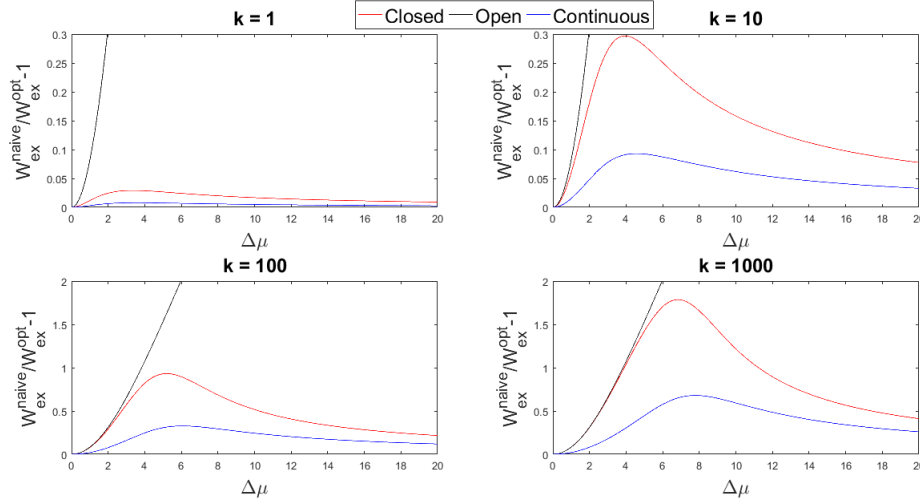 Closed Open Continuous
k = 1
W_ex^naive/W_ex^opt-1
0.3
0.25
0.2
0.15
0.1
0.05
0
0 2 4 6 8 10 12 14 16 18 20
Δμ
k = 10
W_ex^naive/W_ex^opt-1
0.3
0.25
0.2
0.15
0.1
0.05
0
0 2 4 6 8 10 12 14 16 18 20
Δμ
k = 100
W_ex^naive/W_ex^opt-1
2
1.5
1
0.5
0
0 2 4 6 8 10 12 14 16 18 20
Δμ
k = 1000
W_ex^naive/W_ex^opt-1
2
1.5
1
0.5
0
0 2 4 6 8 10 12 14 16 18 20
Δμ